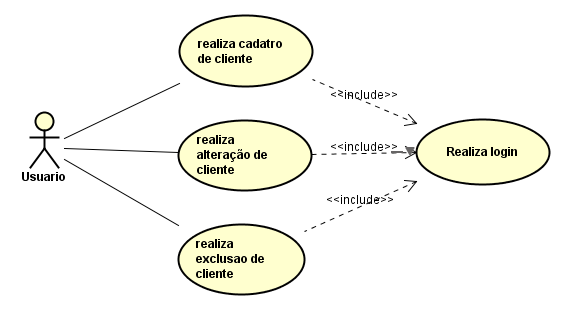 realiza cadatro
de cliente
<<include>>
Usuario
realiza
alteração de
cliente
<<include>>
Realiza login
realiza
exclusao de
cliente
<<include>>